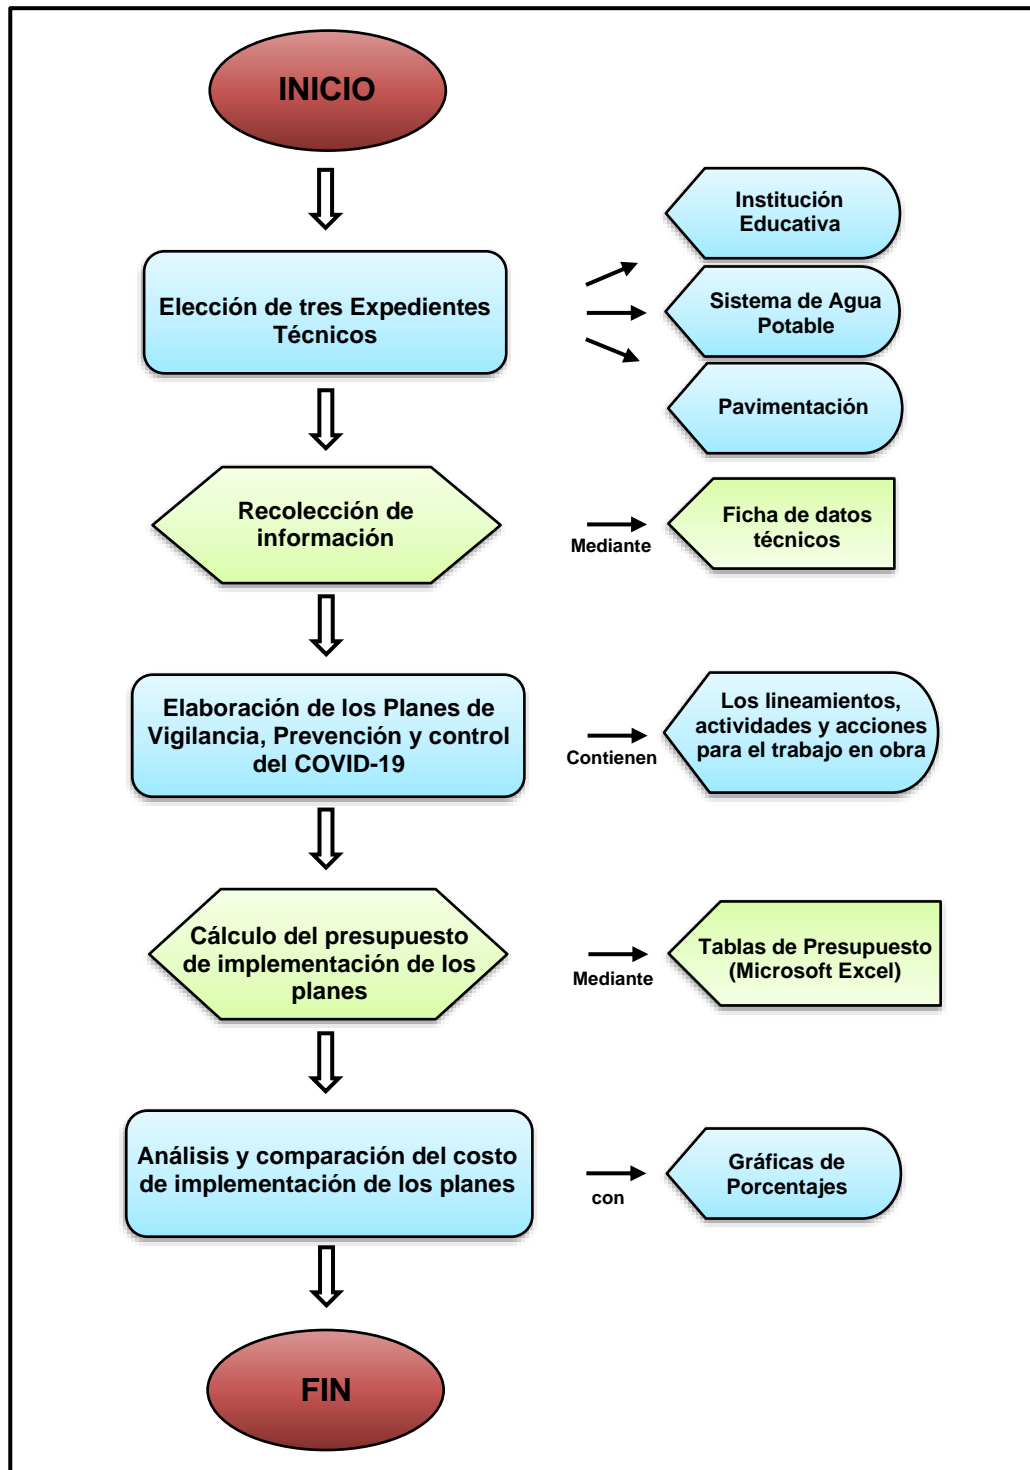 INICIO
Elección de tres Expedientes
Técnicos
Institución
Educativa
Sistema de Agua
Potable
Pavimentación
Recolección de
información
Mediante
Ficha de datos
técnicos
Elaboración de los Planes de
Vigilancia, Prevención y control
del COVID-19
Contienen
Los lineamientos,
actividades y acciones
para el trabajo en obra
Cálculo del presupuesto
de implementación de los
planes
Mediante
Tablas de Presupuesto
(Microsoft Excel)
Análisis y comparación del costo
de implementación de los planes
con
Gráficas de
Porcentajes
FIN